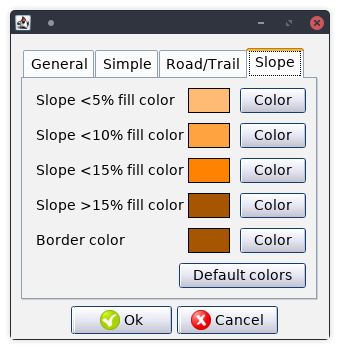 General Simple Road/Trail Slope
Slope <5% fill color Color
Slope <10% fill color Color
Slope <15% fill color Color
Slope >15% fill color Color
Border color Color
Default colors
Ok Cancel